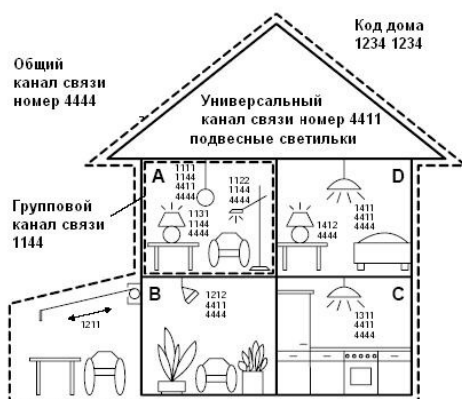 Код дома
1234 1234
Общий
канал связи
номер 4444
Универсальный
канал связи номер 4411
подвесные светильки
Групповой
канал связи
1144
A
1111
1144
4411
4444
1122
1144
4444
1131
1144
4444
D
1411
4411
4444
1412
4444
B
1212
4411
4444
C
1311
4411
4444
1211